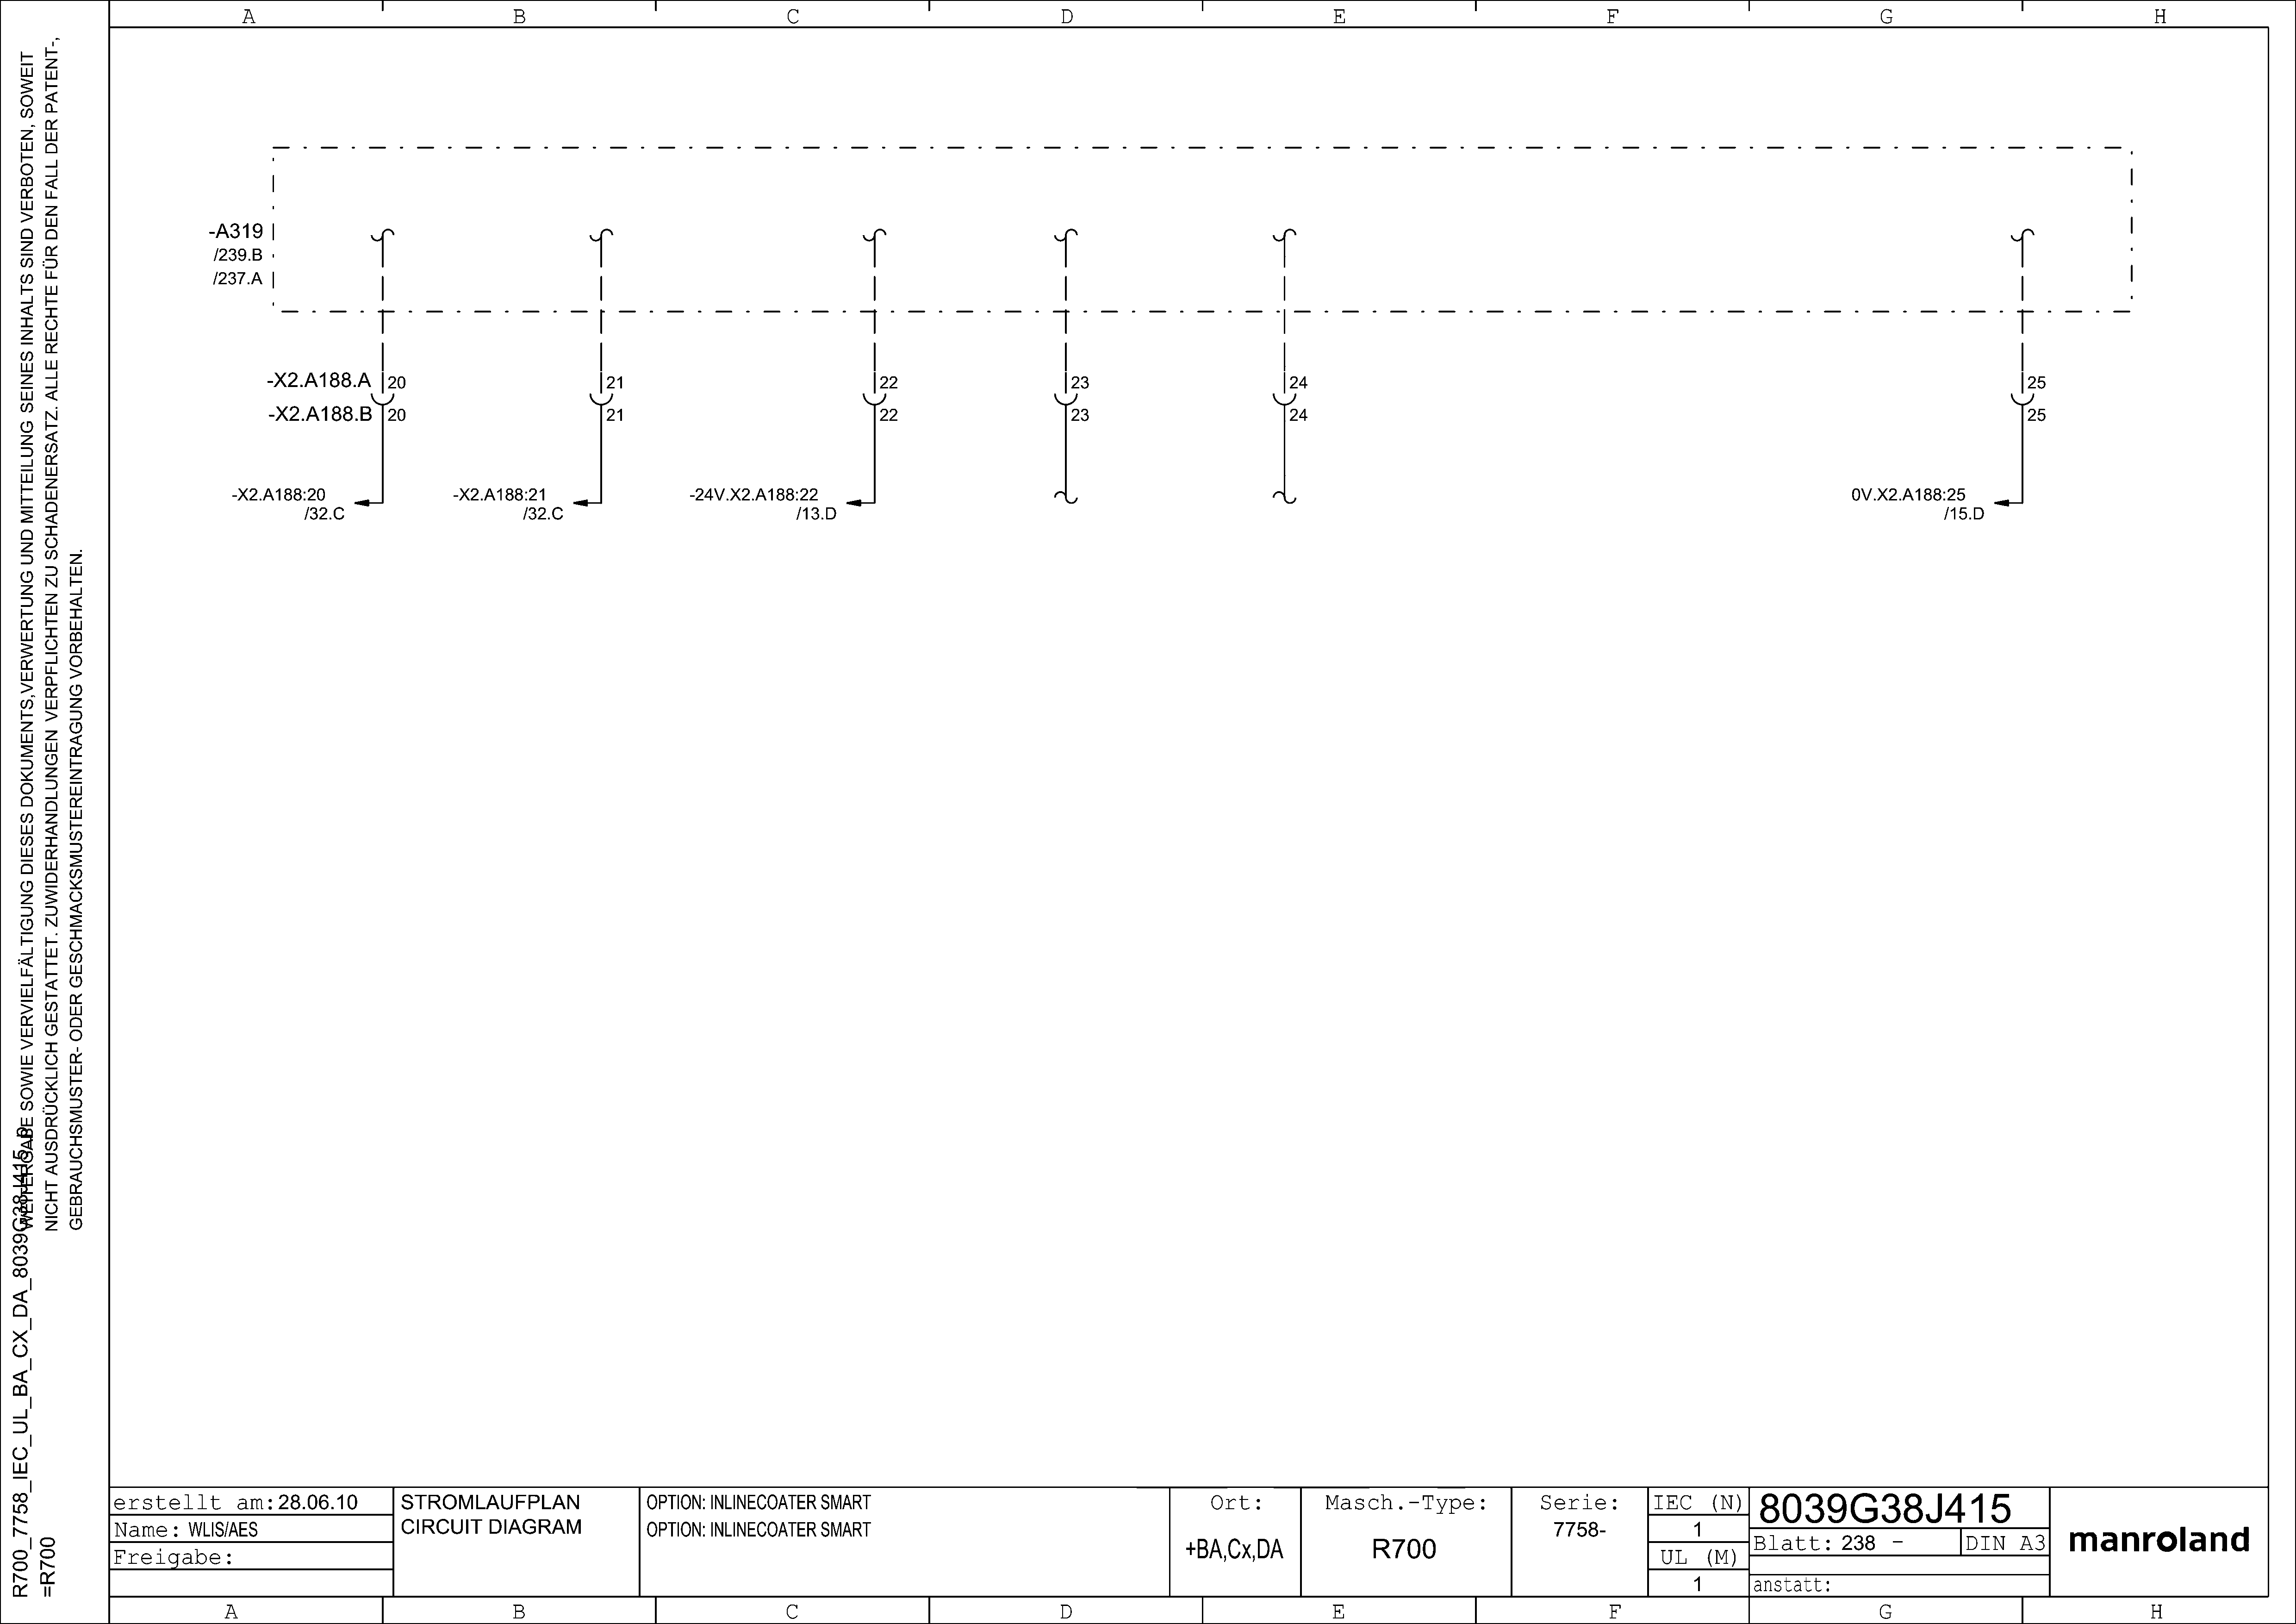 A B C D E F G H
-A319
/239.B
/237.A
-X2.A188.A 20 21 22 23 24 25
-X2.A188.B 20 21 22 23 24 25
-X2.A188:20 -X2.A188:21 -24V.X2.A188:22 0V.X2.A188:25
/32.C /32.C /13.D /15.D
WEITERGABE SOWIE VERVIELFÄLTIGUNG DIESES DOKUMENTS,VERWERTUNG UND MITTEILUNG SEINES INHALTS SIND VERBOTEN, SOWEIT
NICHT AUSDRÜCKLICH GESTATTET. ZUWIDERHANDLUNGEN VERPFLICHTEN ZU SCHADENERSATZ. ALLE RECHTE FÜR DEN FALL DER PATENT-,
GEBRAUCHSMUSTER- ODER GESCHMACKSMUSTEREINTRAGUNG VORBEHALTEN.
=R700
erstellt am: 28.06.10
Name: WLIS/AES
Freigabe:
STROMLAUFPLAN
CIRCUIT DIAGRAM
OPTION: INLINECOATER SMART
OPTION: INLINECOATER SMART
Ort:
+BA,Cx,DA
Masch.-Type:
R700
Serie:
7758-
IEC (N)
1
UL (M)
1
8039G38J415
Blatt: 238 - DIN A3
anstatt:
manroland
A B C D E F G H